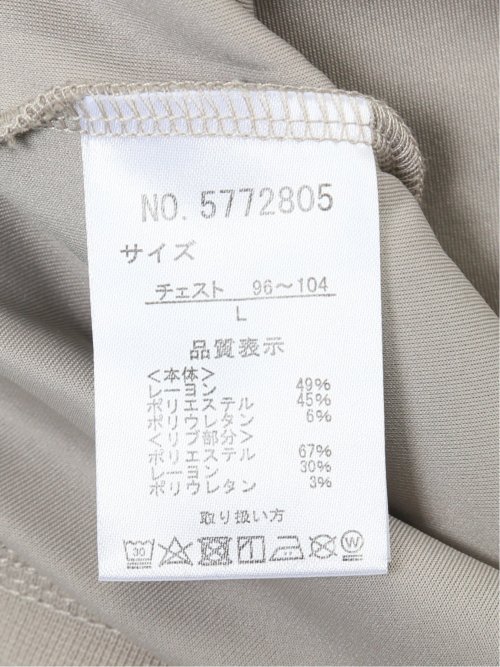 NO. 5772805
サイズ
チェスト 96～104
L
品質表示
<本体>
レーヨン 49%
ポリエステル 45%
ポリウレタン 6%
<リブ部分>
ポリエステル 67%
レーヨン 30%
ポリウレタン 3%
取り扱い方
30 W